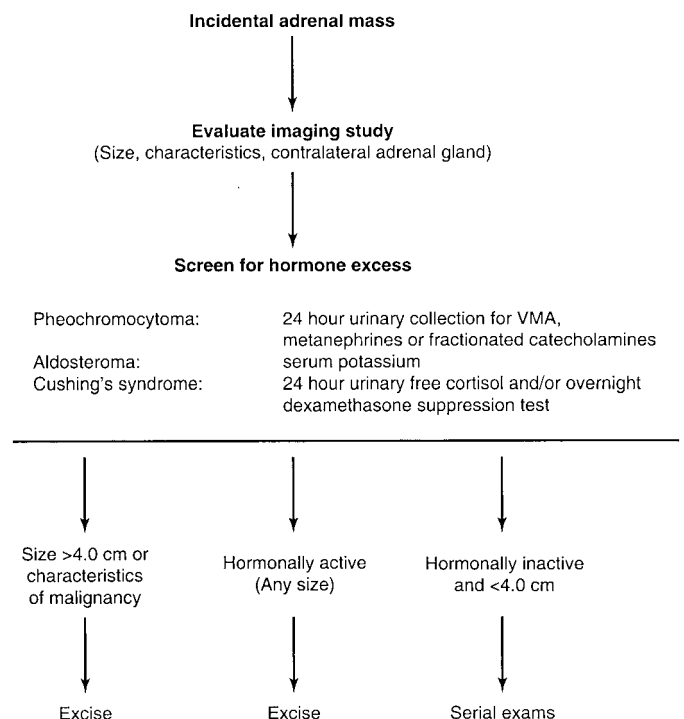 Incidental adrenal mass
Evaluate imaging study
(Size, characteristics, contralateral adrenal gland)
Screen for hormone excess
Pheochromocytoma: 24 hour urinary collection for VMA,
metanephrines or fractionated catecholamines
Aldosteroma: serum potassium
Cushing's syndrome: 24 hour urinary free cortisol and/or overnight
dexamethasone suppression test
Size >4.0 cm or
characteristics
of malignancy
Hormonally active
(Any size)
Hormonally inactive
and <4.0 cm
Excise
Excise
Serial exams